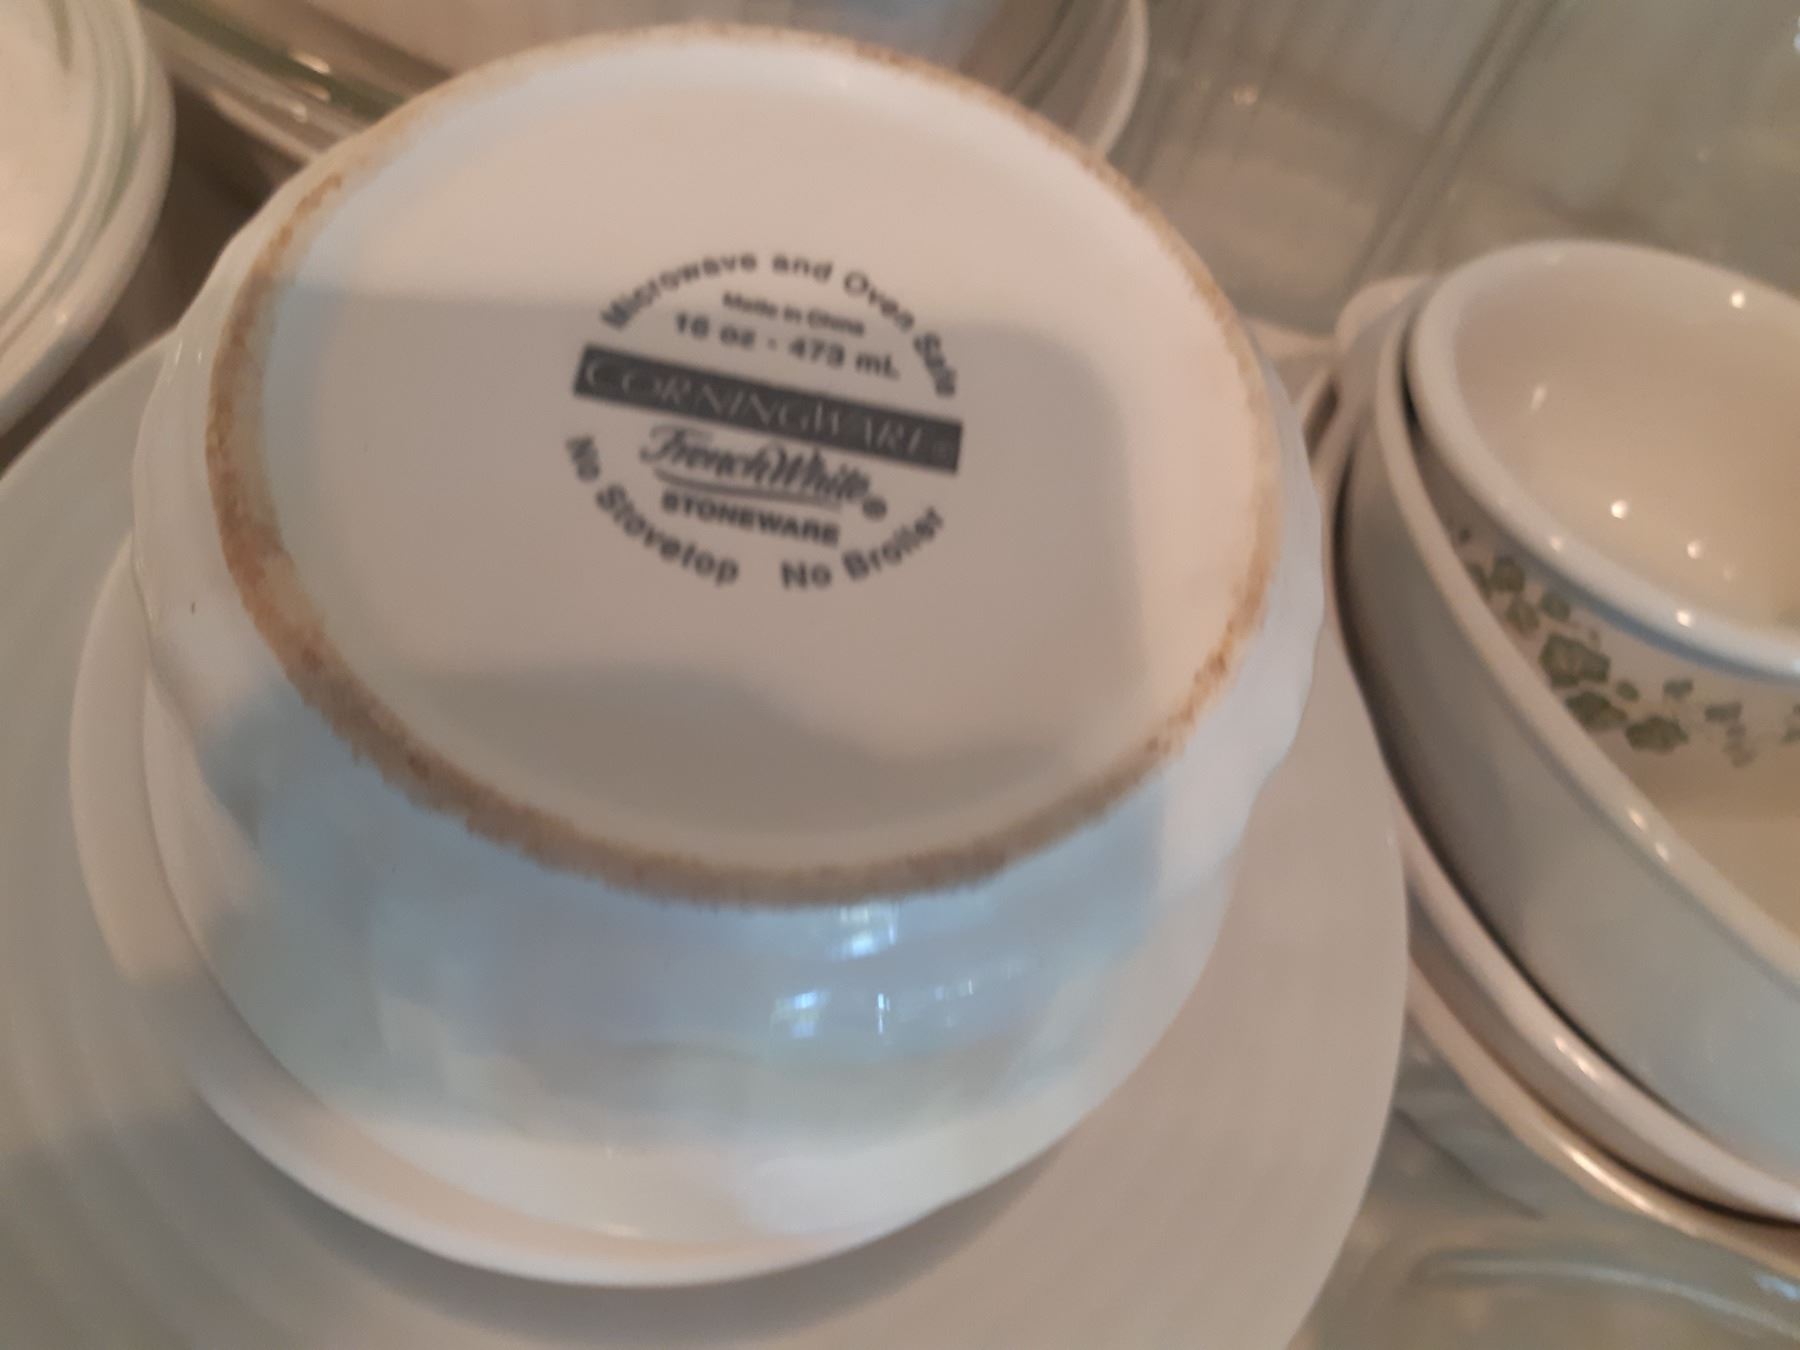 Microwave and Oven Safe
Made in China
16 oz - 473 mL
CORNINGWARE®
French White®
STONEWARE
No Stovetop No Broiler